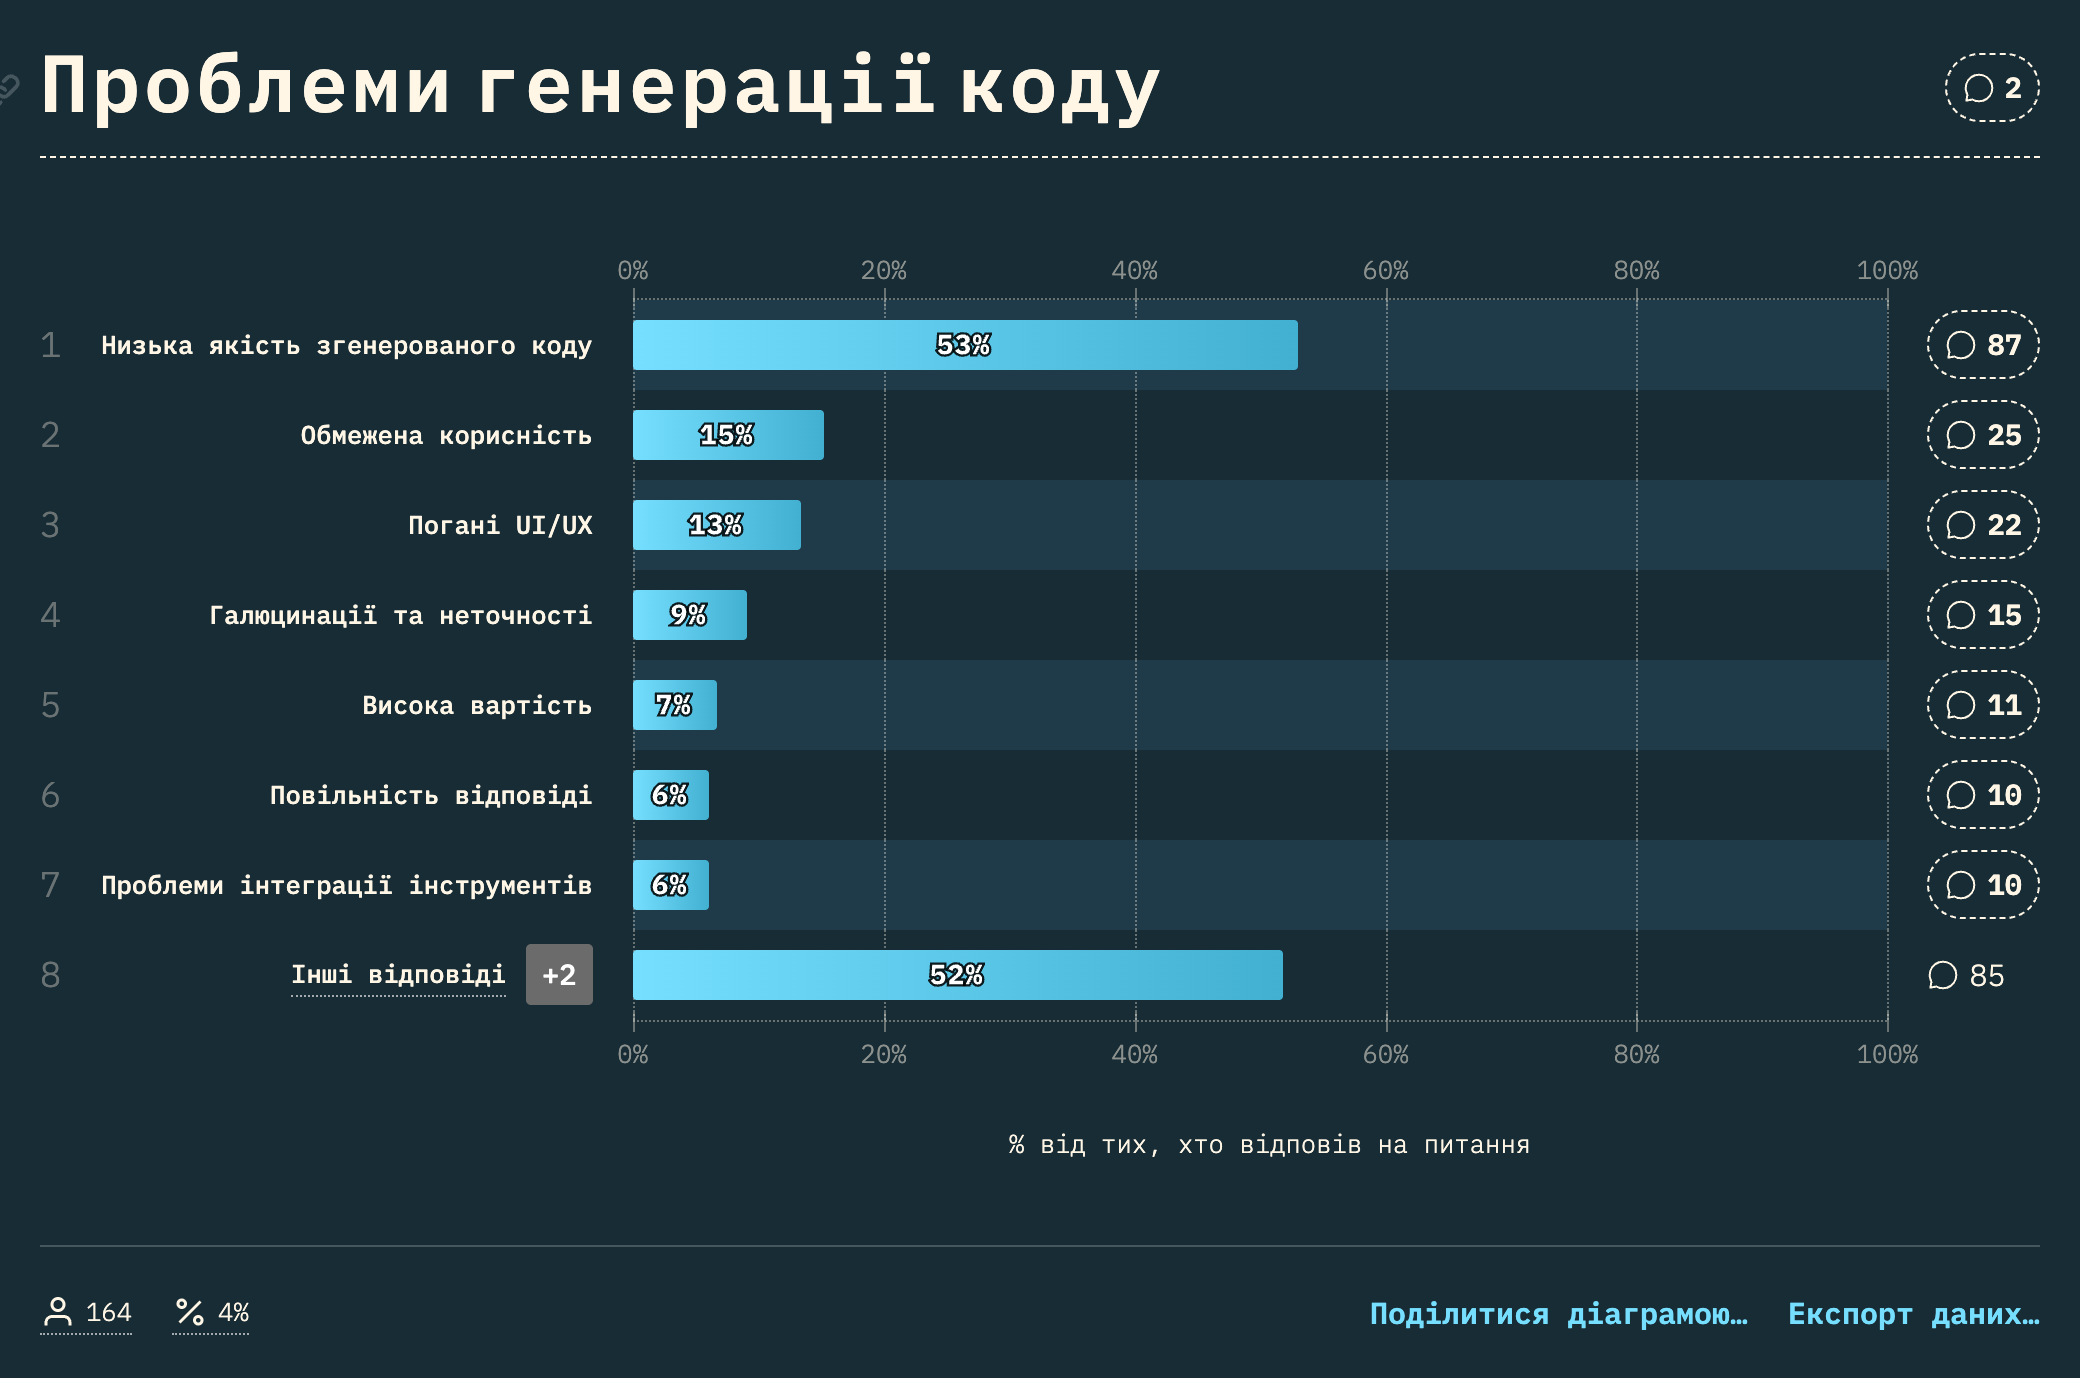 Проблеми генерації коду
2
0% 20% 40% 60% 80% 100%
1 Низька якість згенерованого коду 53% 87
2 Обмежена корисність 15% 25
3 Погані UI/UX 13% 22
4 Галюцинації та неточності 9% 15
5 Висока вартість 7% 11
6 Повільність відповіді 6% 10
7 Проблеми інтеграції інструментів 6% 10
8 Інші відповіді +2 52% 85
0% 20% 40% 60% 80% 100%
% від тих, хто відповів на питання
164 4% Поділитися діаграмою… Експорт даних…